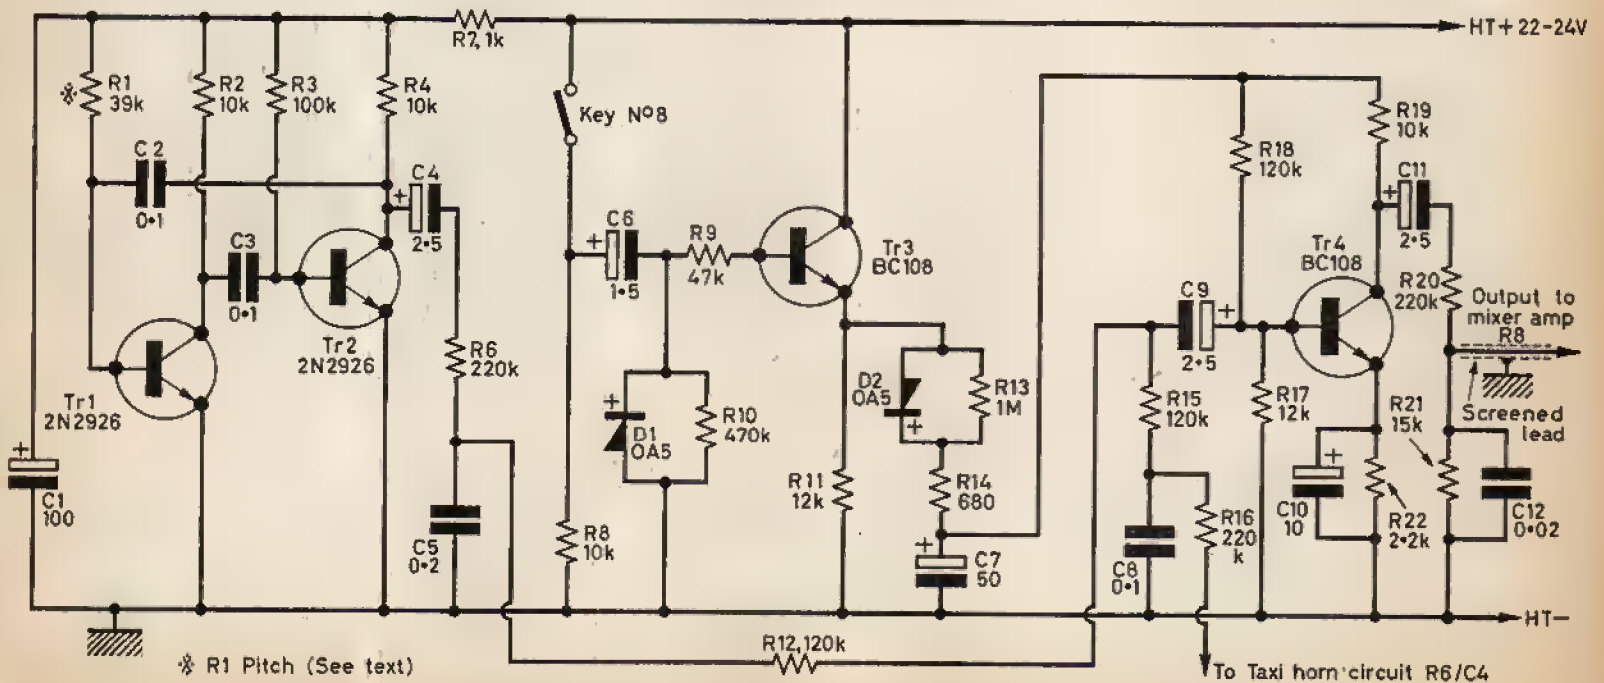 R7, 1k
HT+ 22-24V
R1
39k
R2
10k
R3
100k
R4
10k
Key Nº8
R19
10k
R18
120k
C2
0·1
C4
+
2·5
C11
+
2·5
C3
0·1
C6
+
1·5
R9
47k
Tr3
BC108
Tr4
BC108
C9
+
2·5
R20
220k
Output to
mixer amp
R8
Screened
lead
Tr2
2N2926
R6
220k
Tr1
2N2926
+
D1
OA5
R10
470k
D2
OA5
+
R13
1M
R15
120k
R17
12k
R21
15k
+
C1
100
C5
0·2
R8
10k
R11
12k
R14
680
+
C7
50
C8
0·1
R16
220
k
+
C10
10
R22
2·2k
C12
0·02
HT−
R12, 120k
※ R1 Pitch (See text)
To Taxi horn circuit R6/C4